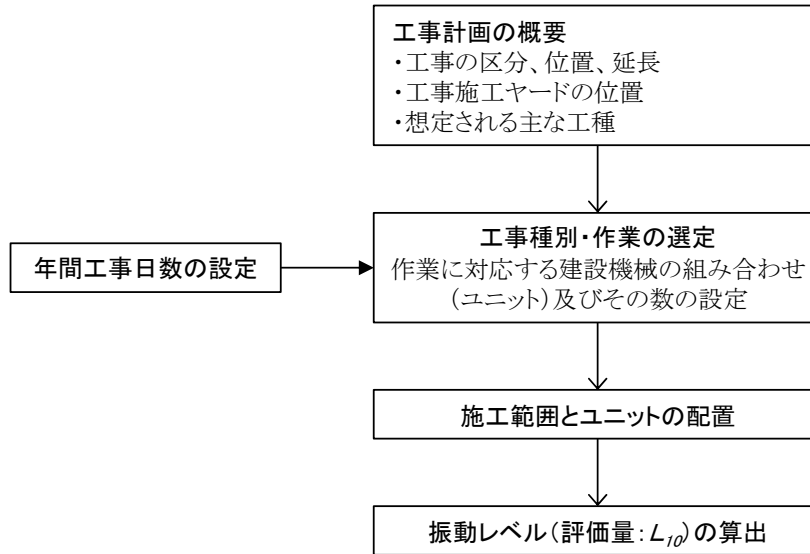 工事計画の概要
・工事の区分、位置、延長
・工事施工ヤードの位置
・想定される主な工種
年間工事日数の設定
工事種別・作業の選定
作業に対応する建設機械の組み合わせ
(ユニット)及びその数の設定
施工範囲とユニットの配置
振動レベル(評価量:L10)の算出